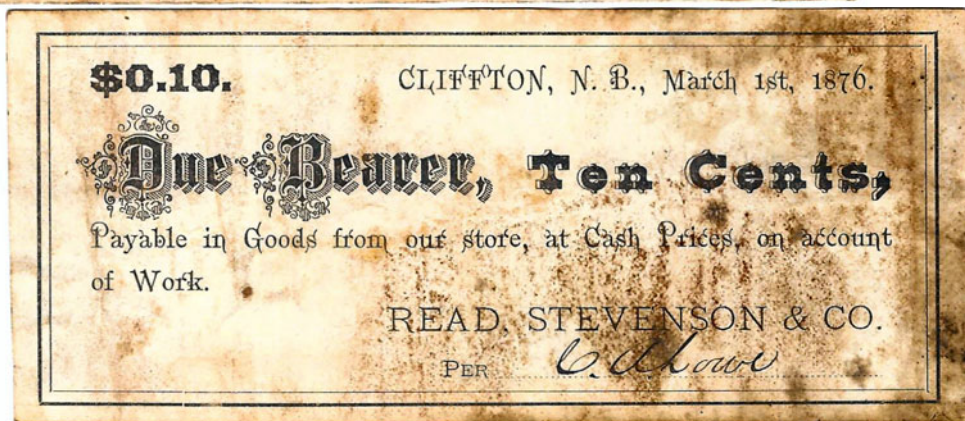 $0.10. CLIFFTON, N. B., March 1st, 1876.
Due Bearer, Ten Cents,
Payable in Goods from our store, at Cash Prices, on account
of Work.
READ, STEVENSON & CO.
PER C.